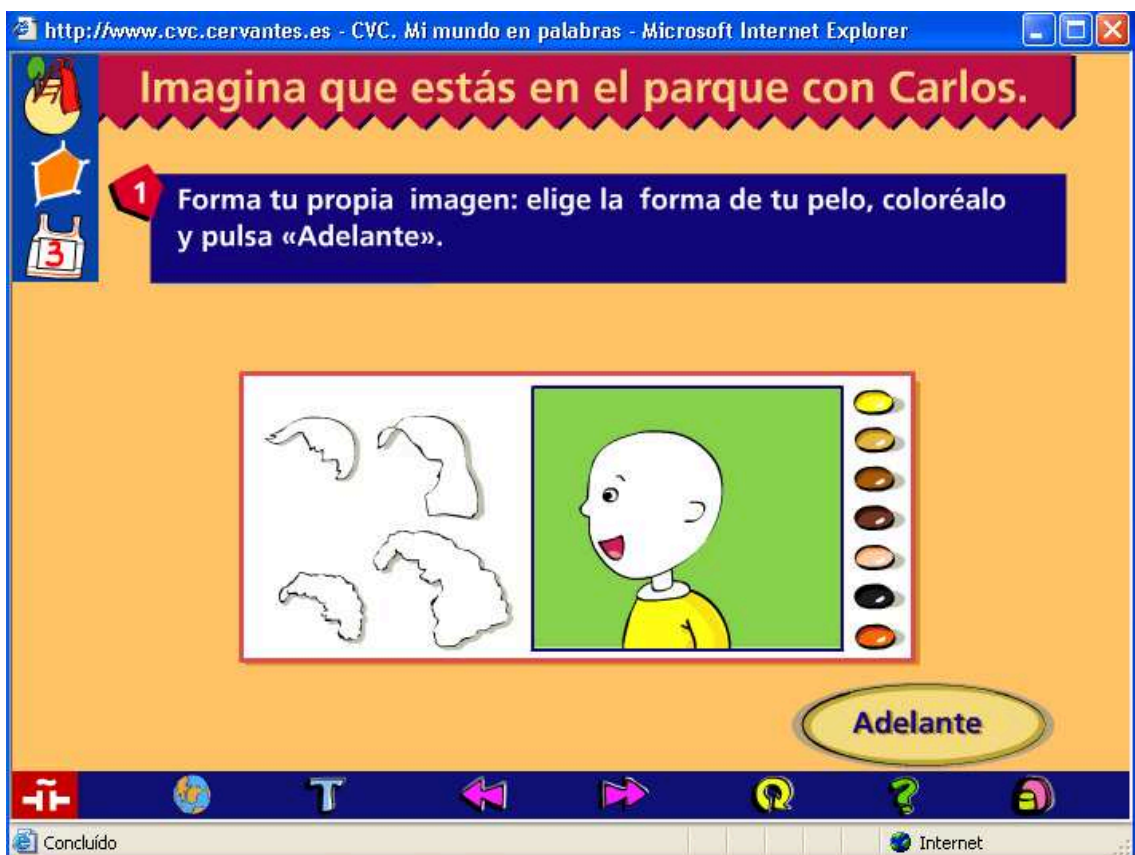 http://www.cvc.cervantes.es - CVC. Mi mundo en palabras - Microsoft Internet Explorer
Imagina que estás en el parque con Carlos.
1
Forma tu propia imagen: elige la forma de tu pelo, coloréalo
y pulsa «Adelante».
3
Adelante
T
?
Concluído
Internet